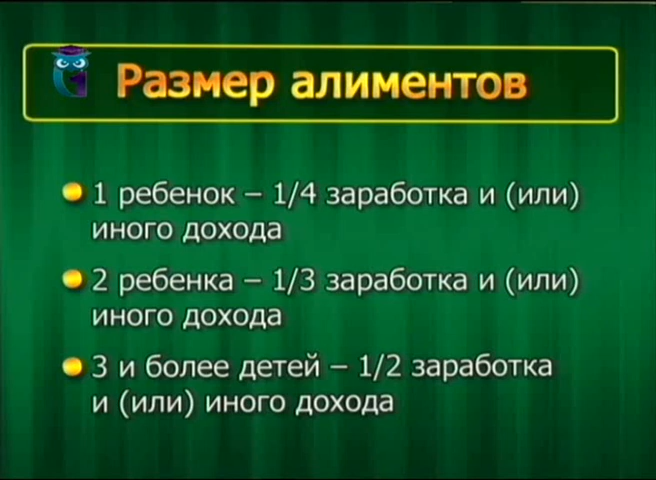 Размер алиментов
1 ребенок – 1/4 заработка и (или)
иного дохода
2 ребенка – 1/3 заработка и (или)
иного дохода
3 и более детей – 1/2 заработка
и (или) иного дохода